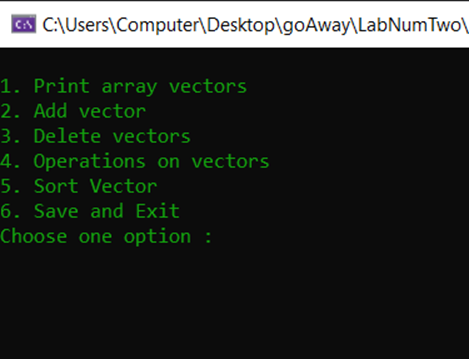 C:\Users\Computer\Desktop\goAway\LabNumTwo\
1. Print array vectors
2. Add vector
3. Delete vectors
4. Operations on vectors
5. Sort Vector
6. Save and Exit
Choose one option :